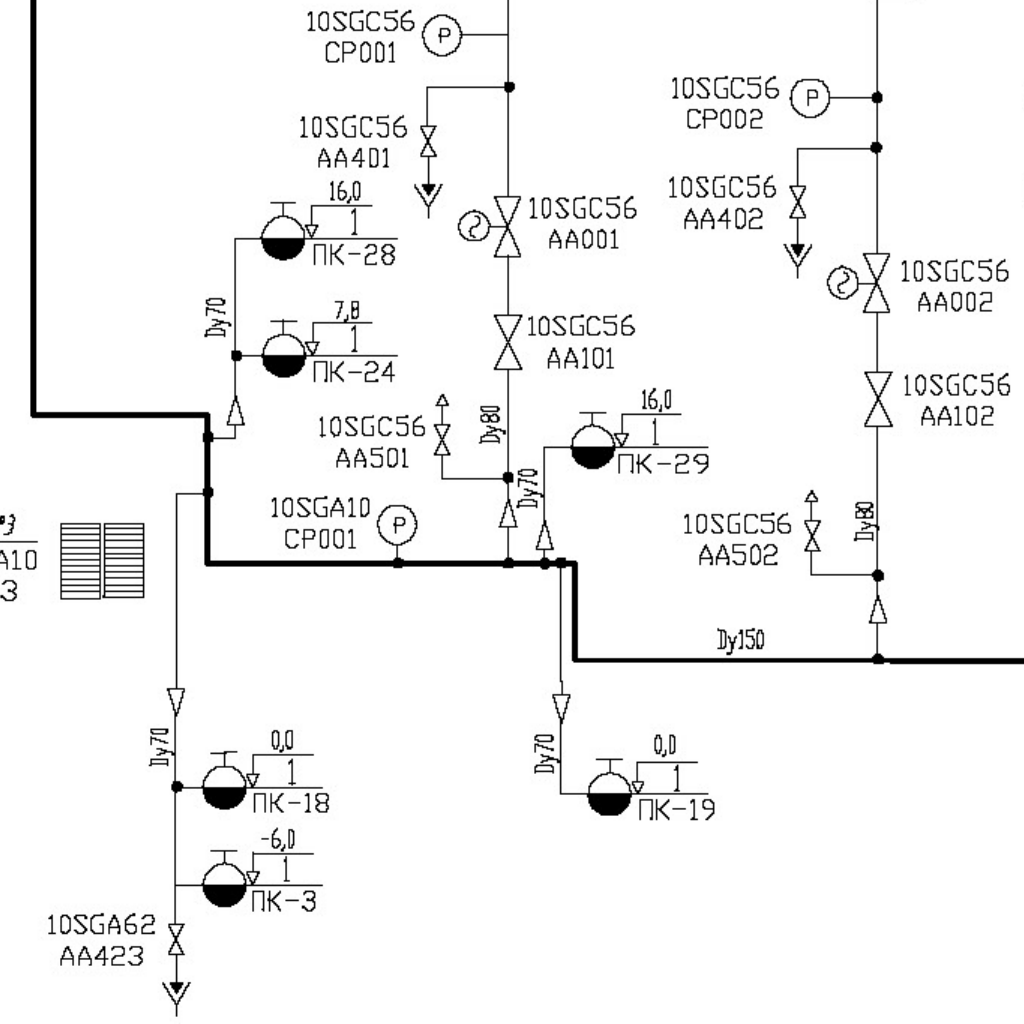 10SGC56
CP001
10SGC56
CP002
10SGC56
AA401
10SGC56
AA402
16,0
1
ПК-28
10SGC56
AA001
10SGC56
AA002
Dy70
7,8
1
ПК-24
10SGC56
AA101
10SGC56
AA102
10SGC56
AA501
Dy80
16,0
1
ПК-29
Dy70
10SGA10
CP001
10SGC56
AA502
Dy80
A10
3
Dy150
Dy70
0,0
1
ПК-18
Dy70
0,0
1
ПК-19
-6,0
1
ПК-3
10SGA62
AA423
P
P
P